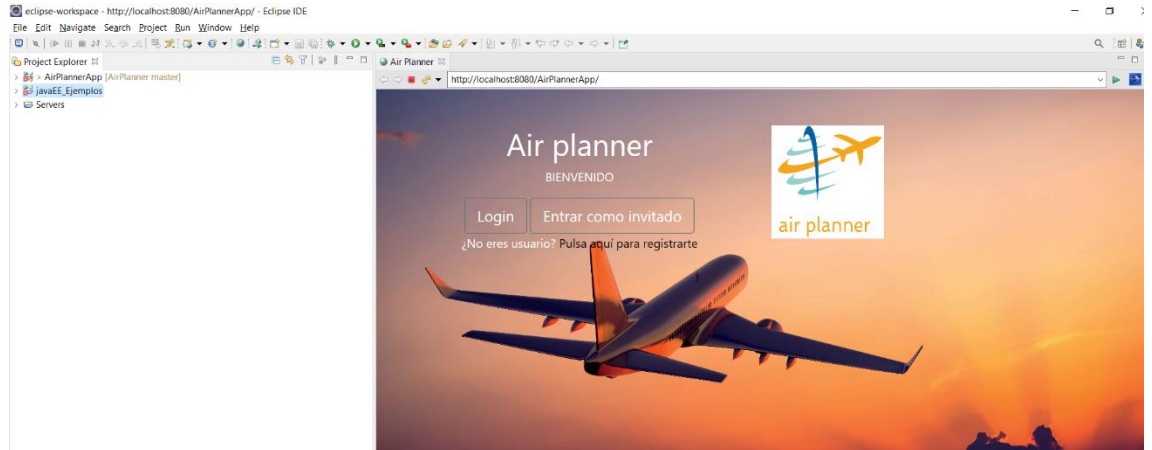 eclipse-workspace - http://localhost:8080/AirPlannerApp/ - Eclipse IDE
File Edit Navigate Search Project Run Window Help
Project Explorer
Air Planner
> AirPlannerApp [AirPlanner master]
http://localhost:8080/AirPlannerApp/
javaEE_Ejemplos
Servers
Air planner
BIENVENIDO
Login
Entrar como invitado
¿No eres usuario? Pulsa aquí para registrarte
air planner